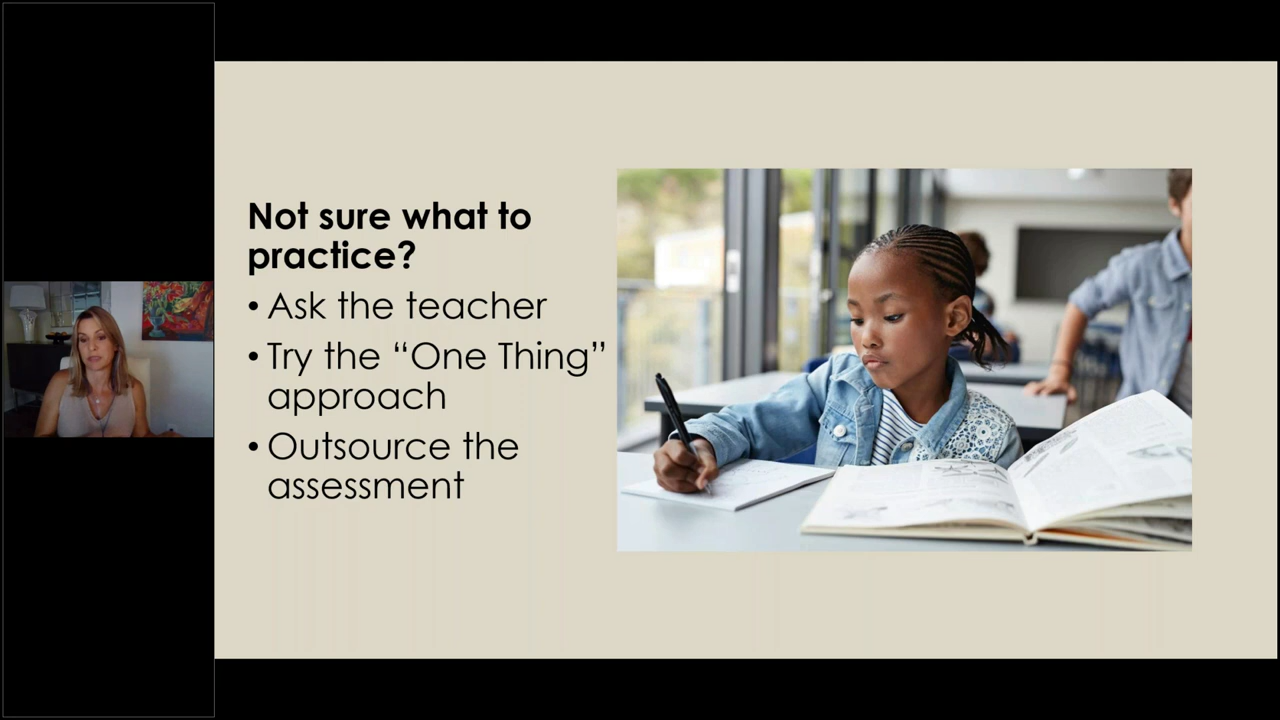 Not sure what to
practice?
• Ask the teacher
• Try the “One Thing”
approach
• Outsource the
assessment